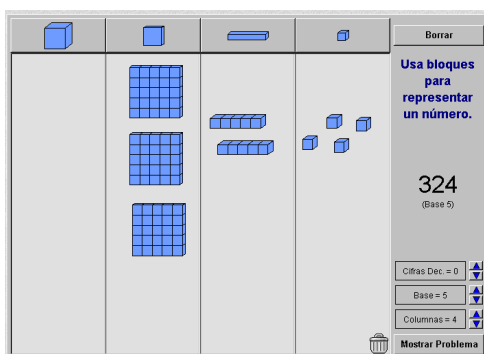 Borrar
Usa bloques
para
representar
un número.
324
(Base 5)
Cifras Dec. = 0
Base = 5
Columnas = 4
Mostrar Problema